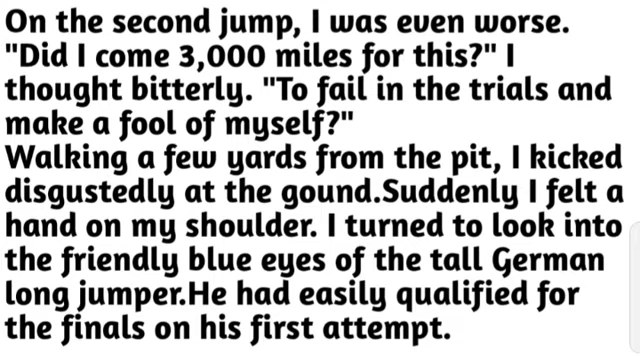 On the second jump, I was even worse.
"Did I come 3,000 miles for this?" I
thought bitterly. "To fail in the trials and
make a fool of myself?"
Walking a few yards from the pit, I kicked
disgustedly at the gound.Suddenly I felt a
hand on my shoulder. I turned to look into
the friendly blue eyes of the tall German
long jumper.He had easily qualified for
the finals on his first attempt.